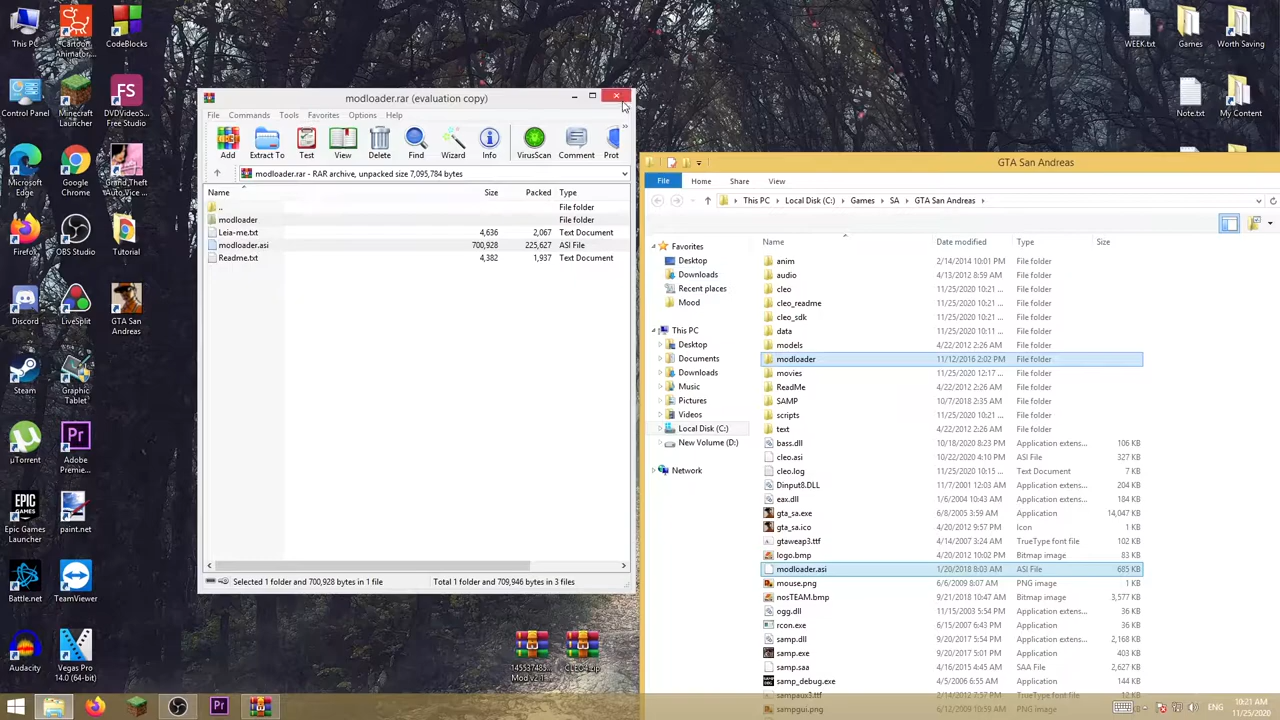 This PC
Cartoon
Animator...
CodeBlocks
Control Panel
Minecraft
Launcher
DVDVideoS...
Free Studio
Microsoft
Edge
Google
Chrome
Grand Theft
Auto Vice ...
Firefox
OBS Studio
Tutorial
Discord
LiveSplit
GTA San
Andreas
Steam
Graphic
Tablet
µTorrent
Adobe
Premie...
Epic Games
Launcher
paint.net
Battle.net
TeamViewer
Audacity
Vegas Pro
14.0 (64-bit)
WEEK.txt
Games
Worth Saving
Note.txt
My Content
modloader.rar (evaluation copy)
File Commands Tools Favorites Options Help
Add Extract To Test View Delete Find Wizard Info VirusScan Comment Prot
modloader.rar - RAR archive, unpacked size 7,095,784 bytes
Name Size Packed Type
.. File folder
modloader File folder
Leia-me.txt 4,636 2,067 Text Document
modloader.asi 700,928 225,627 ASI File
Readme.txt 4,382 1,937 Text Document
Selected 1 folder and 700,928 bytes in 1 file Total 1 folder and 709,946 bytes in 3 files
145537485...
Mod v2.1...
CLEO4.zip
GTA San Andreas
File Home Share View
This PC Local Disk (C:) Games SA GTA San Andreas
Favorites
Desktop
Downloads
Recent places
Mood
This PC
Desktop
Documents
Downloads
Music
Pictures
Videos
Local Disk (C:)
New Volume (D:)
Network
Name Date modified Type Size
anim 2/14/2014 10:01 PM File folder
audio 4/13/2012 8:59 AM File folder
cleo 11/25/2020 10:21 ... File folder
cleo_readme 11/25/2020 10:21 ... File folder
cleo_sdk 11/25/2020 10:21 ... File folder
data 11/25/2020 10:11 ... File folder
models 4/22/2012 2:26 AM File folder
modloader 11/12/2016 2:02 PM File folder
movies 11/25/2020 12:17 ... File folder
ReadMe 4/22/2012 2:26 AM File folder
SAMP 10/7/2018 2:35 AM File folder
scripts 11/25/2020 10:21 ... File folder
text 4/22/2012 2:26 AM File folder
bass.dll 10/18/2020 8:23 PM Application extens... 106 KB
cleo.asi 10/22/2020 4:10 PM ASI File 327 KB
cleo.log 11/25/2020 10:15 ... Text Document 7 KB
Dinput8.DLL 11/7/2001 12:03 AM Application extens... 204 KB
eax.dll 1/6/2004 10:43 AM Application extens... 184 KB
gta_sa.exe 6/8/2005 3:59 AM Application 14,047 KB
gta_sa.ico 4/20/2012 9:57 PM Icon 1 KB
gtaweap3.ttf 4/14/2007 3:24 AM TrueType font file 102 KB
logo.bmp 4/20/2012 10:02 PM Bitmap image 83 KB
modloader.asi 1/20/2018 8:03 AM ASI File 685 KB
mouse.png 6/6/2009 8:07 AM PNG image 1 KB
nosTEAM.bmp 9/21/2018 10:47 AM Bitmap image 3,577 KB
ogg.dll 11/15/2003 5:54 PM Application extens... 36 KB
rcon.exe 6/15/2007 6:43 PM Application 36 KB
samp.dll 9/20/2017 5:54 PM Application extens... 2,168 KB
samp.exe 9/20/2017 5:01 PM Application 403 KB
samp.saa 4/16/2015 4:45 AM SAA File 2,627 KB
samp_debug.exe 4/5/2006 6:55 AM Application 144 KB
sampaux3.ttf 2/14/2012 7:57 PM TrueType font file 12 KB
sampgui.png 6/12/2009 10:59 AM PNG image
ENG
10:21 AM
11/25/2020